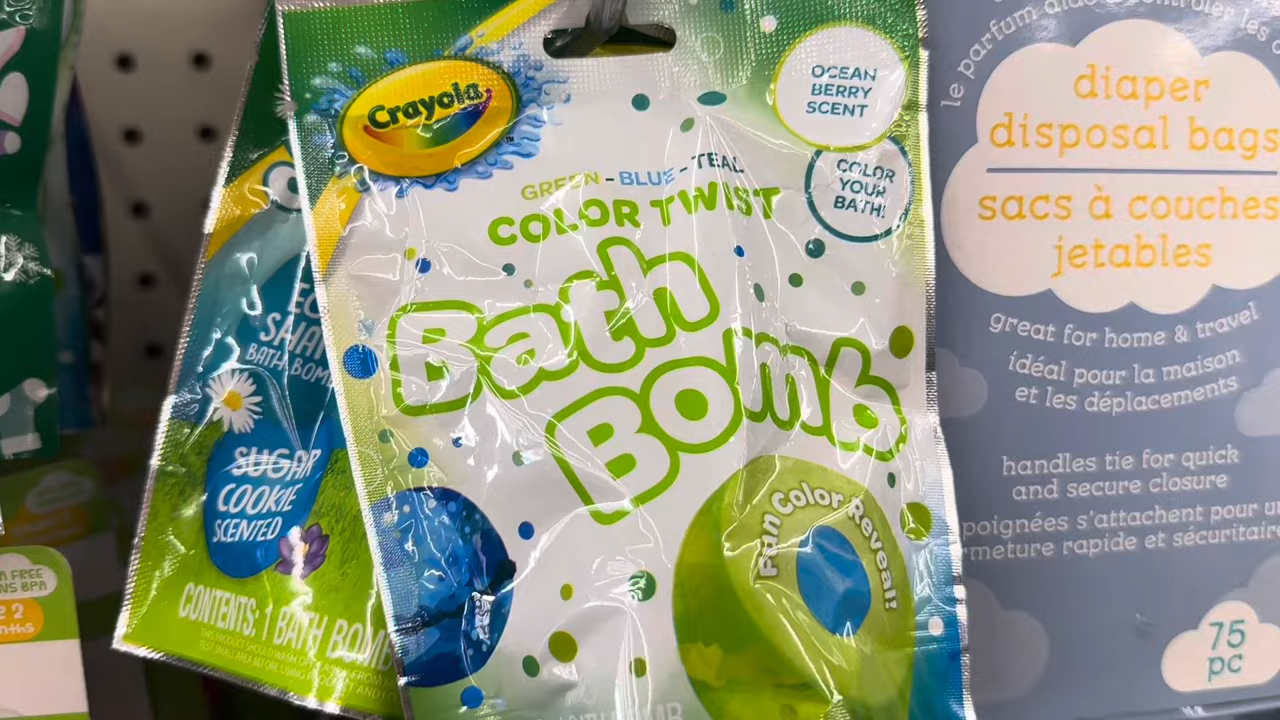 Crayola
OCEAN
BERRY
SCENT
COLOR
YOUR
BATH!
GREEN - BLUE - TEAL
COLOR TWIST
Bath
BOmb
Fun Color Reveal!
BATH BOMB
SUGAR
COOKIE
SCENTED
CONTENTS: 1 BATH BOMB
le parfum
diaper
disposal bags
sacs à couches
jetables
great for home & travel
idéal pour la maison
et les déplacements
handles tie for quick
and secure closure
poignées s'attachent pour
rapide et
75
pc